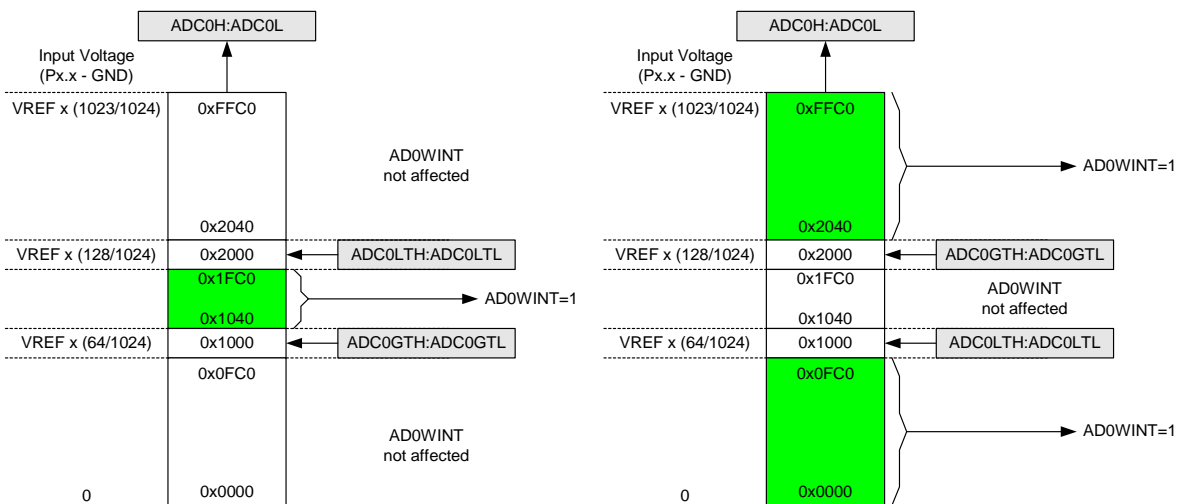 ADC0H:ADC0L
Input Voltage
(Px.x - GND)
VREF x (1023/1024)
0xFFC0
AD0WINT
not affected
0x2040
VREF x (128/1024)
0x2000
ADC0LTH:ADC0LTL
0x1FC0
AD0WINT=1
0x1040
VREF x (64/1024)
0x1000
ADC0GTH:ADC0GTL
0x0FC0
AD0WINT
not affected
0
0x0000
ADC0H:ADC0L
Input Voltage
(Px.x - GND)
VREF x (1023/1024)
0xFFC0
AD0WINT=1
0x2040
VREF x (128/1024)
0x2000
ADC0GTH:ADC0GTL
0x1FC0
AD0WINT
not affected
0x1040
VREF x (64/1024)
0x1000
ADC0LTH:ADC0LTL
0x0FC0
AD0WINT=1
0
0x0000